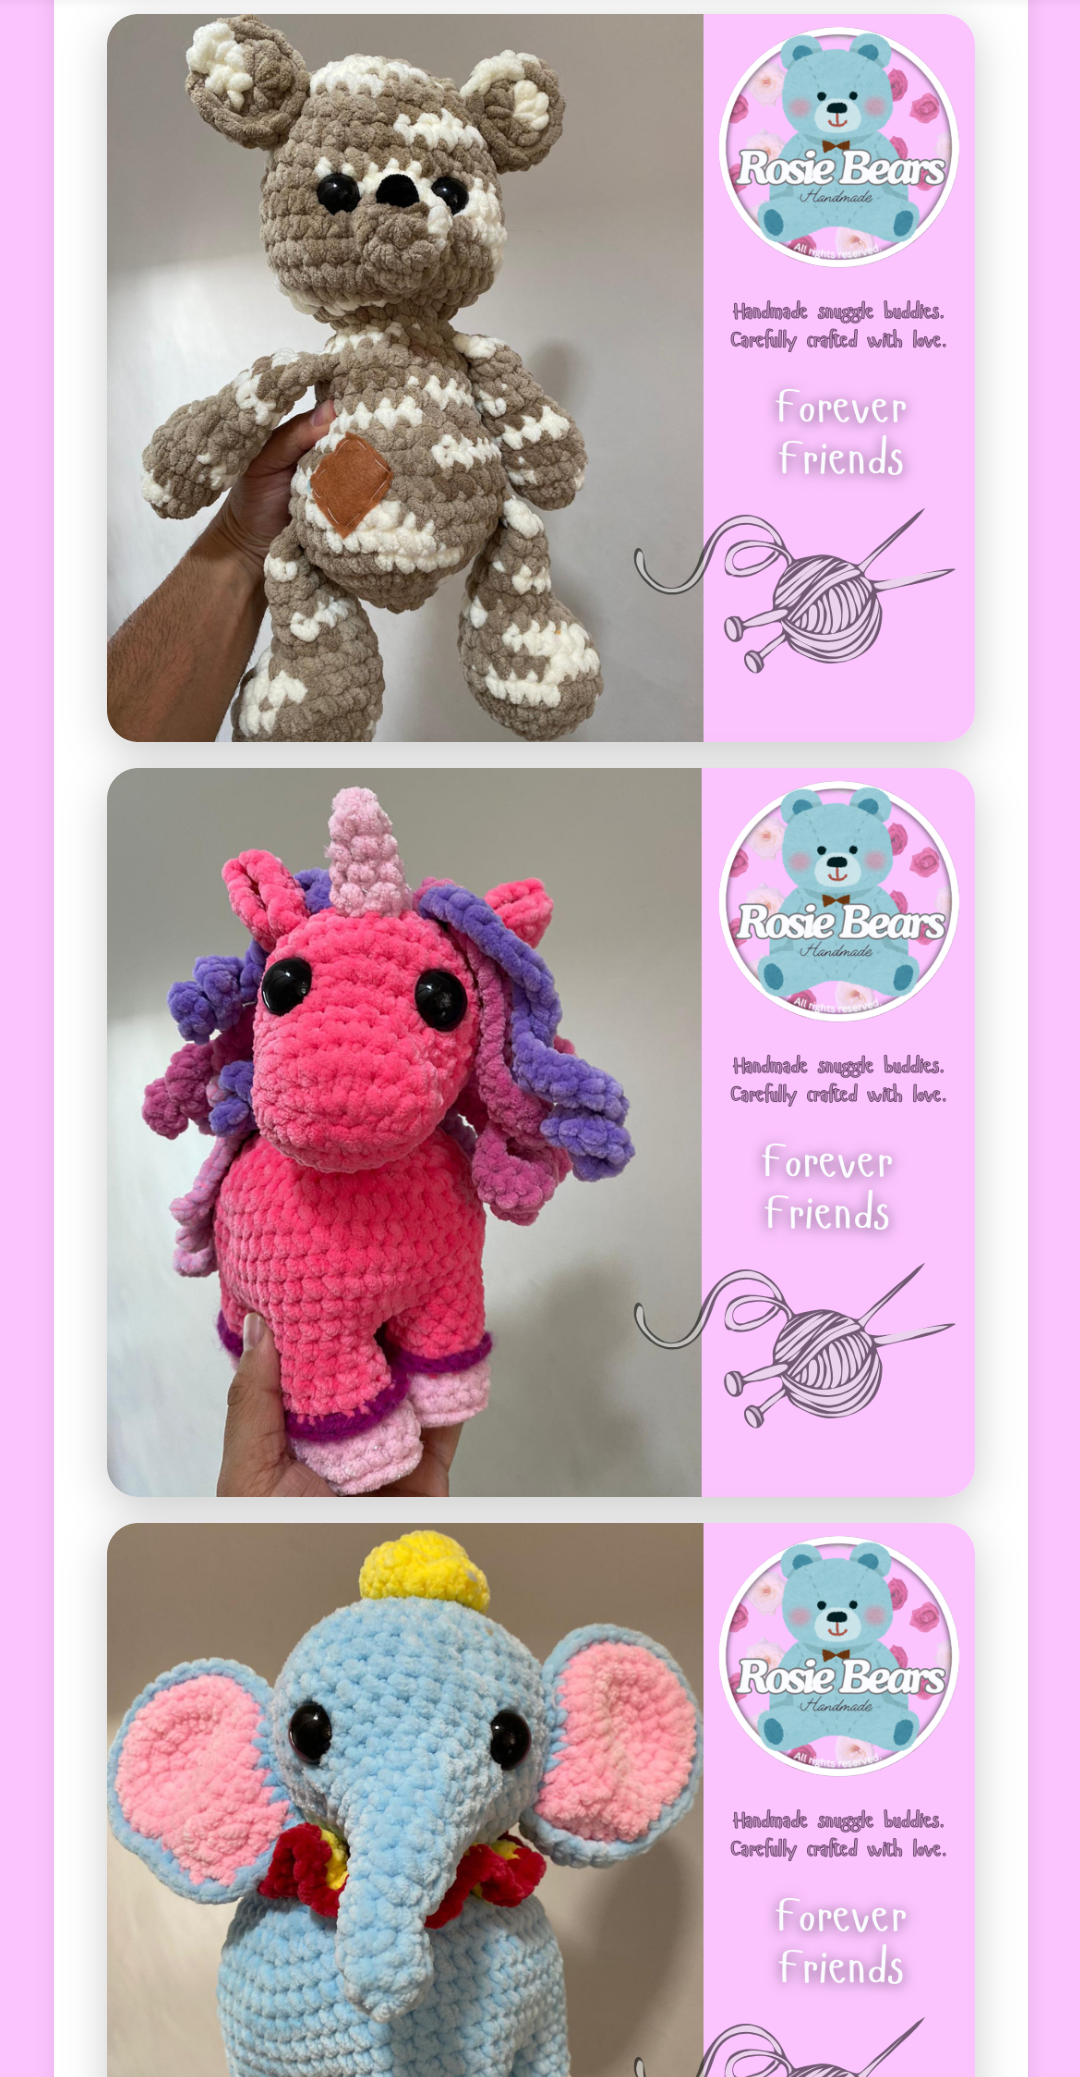 Rosie Bears
Handmade
All rights reserved
Handmade snuggle buddies.
Carefully crafted with love.
Forever
Friends
Rosie Bears
Handmade
All rights reserved
Handmade snuggle buddies.
Carefully crafted with love.
Forever
Friends
Rosie Bears
Handmade
All rights reserved
Handmade snuggle buddies.
Carefully crafted with love.
Forever
Friends